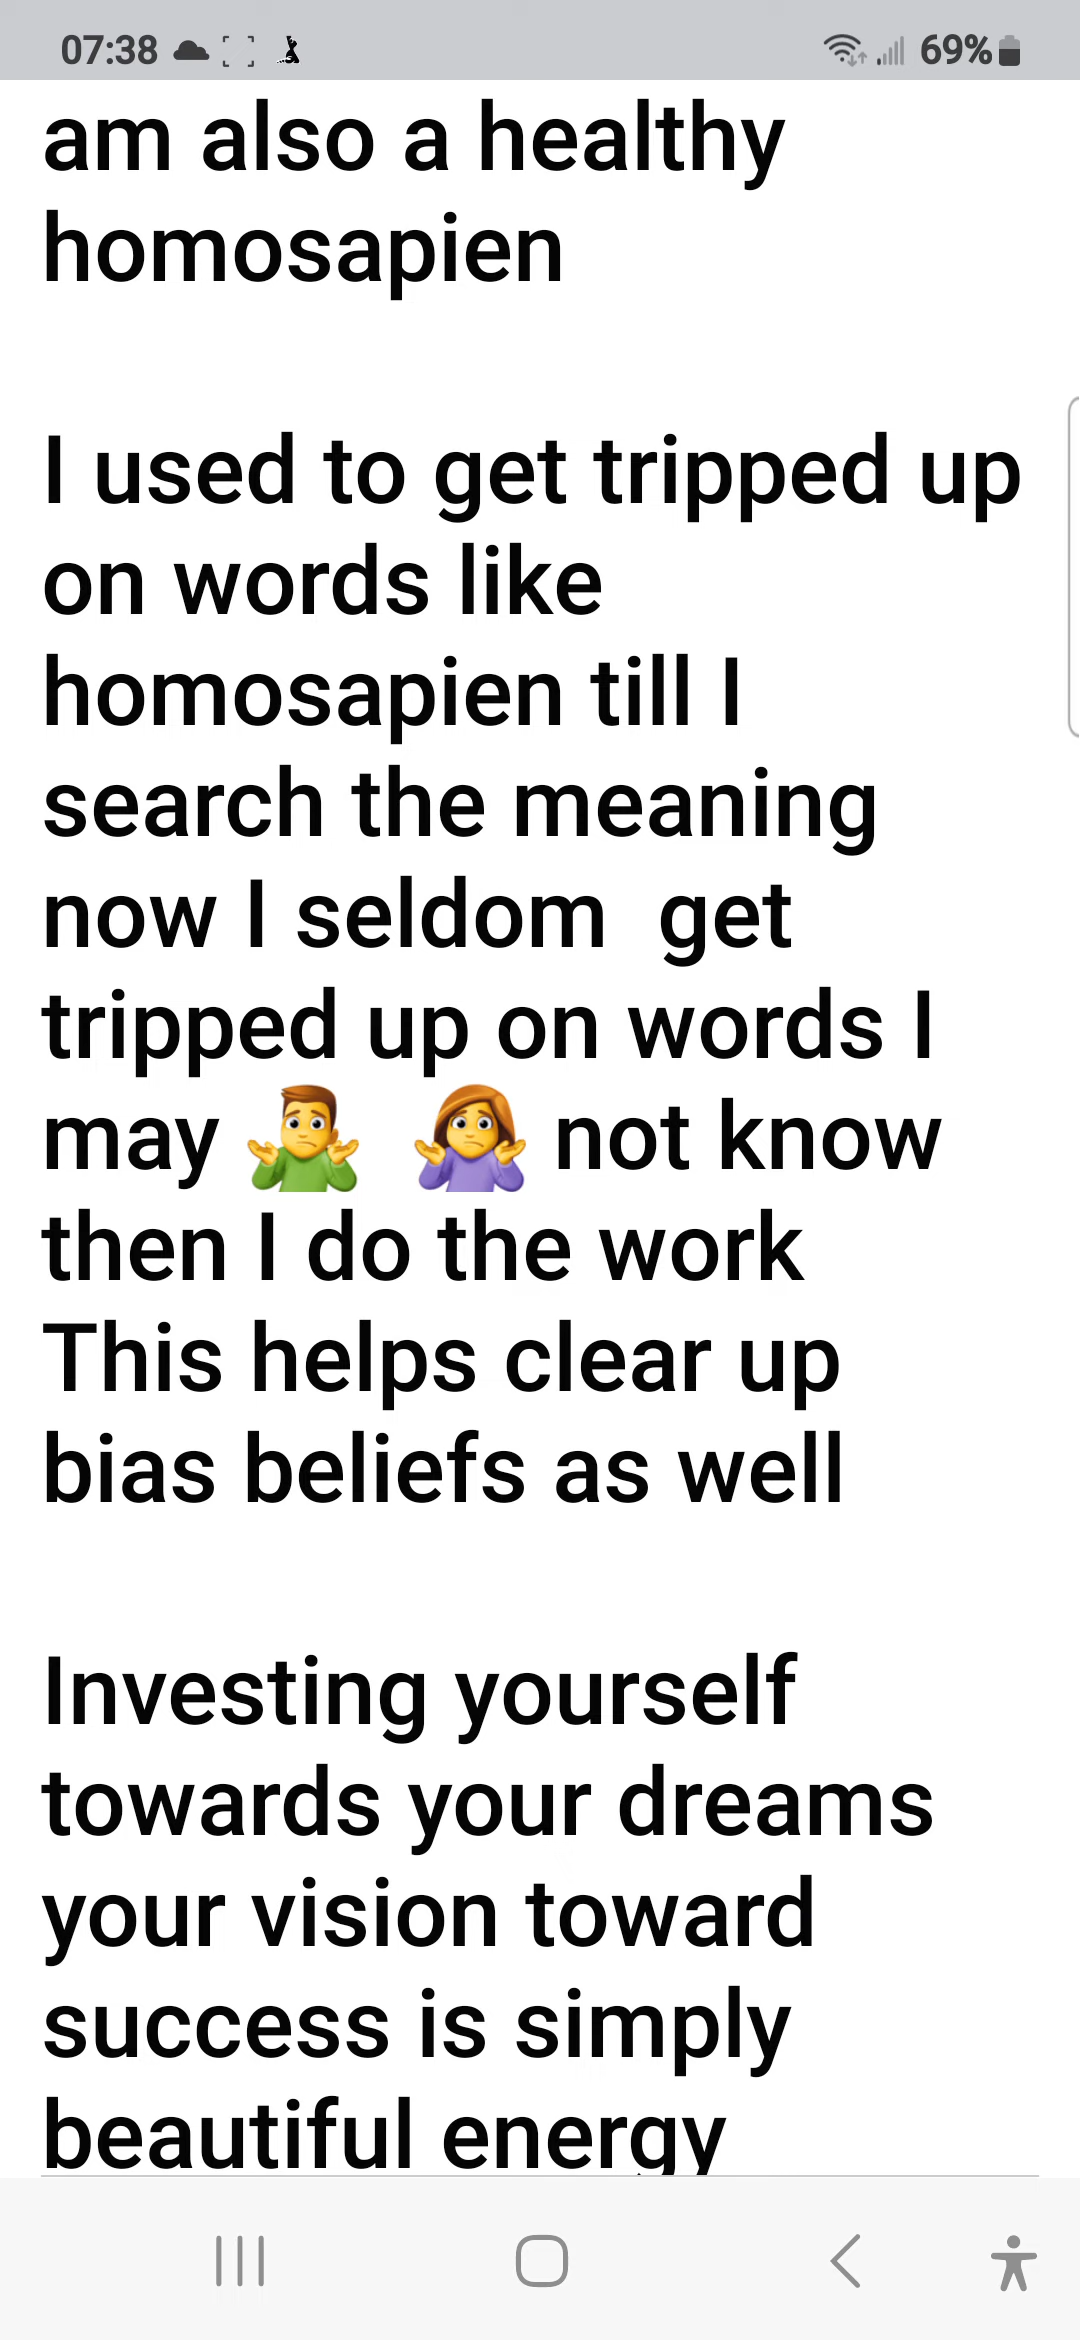 07:38 69%
am also a healthy
homosapien
I used to get tripped up
on words like
homosapien till I
search the meaning
now I seldom  get
tripped up on words I
may 🤷‍♂️ 🤷‍♀️ not know
then I do the work
This helps clear up
bias beliefs as well
Investing yourself
towards your dreams
your vision toward
success is simply
beautiful energy